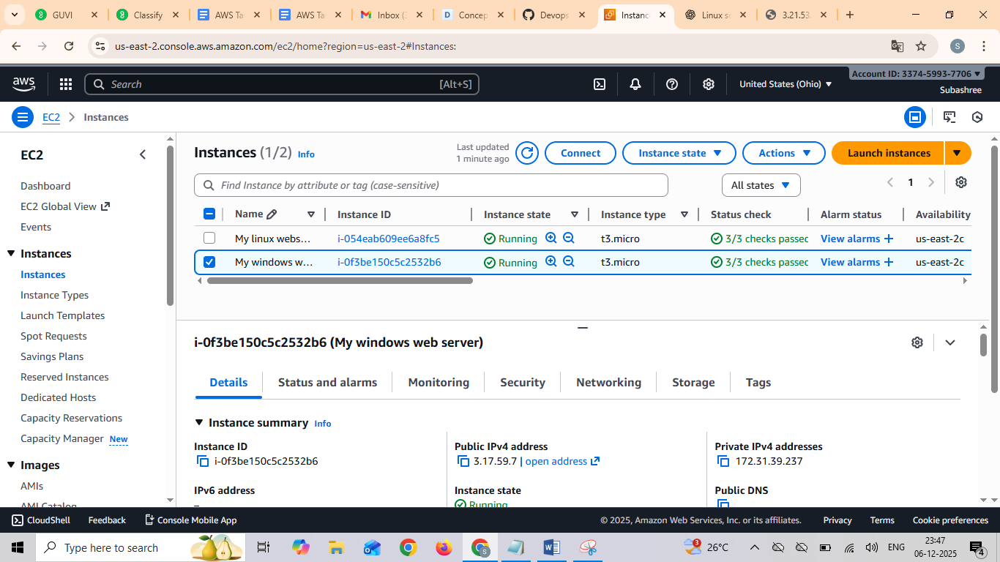 GUVI
Classify
AWS Ta
AWS Ta
Inbox (
Concep
Devops
Instanc
Linux se
3.21.53.
us-east-2.console.aws.amazon.com/ec2/home?region=us-east-2#Instances:
S
aws
Search
[Alt+S]
United States (Ohio)
Account ID: 3374-5993-7706
Subashree
EC2
Instances
EC2
Dashboard
EC2 Global View
Events
Instances
Instances
Instance Types
Launch Templates
Spot Requests
Savings Plans
Reserved Instances
Dedicated Hosts
Capacity Reservations
Capacity Manager New
Images
AMIs
AMI Catalog
Instances (1/2) Info
Last updated
1 minute ago
Connect
Instance state
Actions
Launch instances
Find Instance by attribute or tag (case-sensitive)
All states
1
Name Instance ID Instance state Instance type Status check Alarm status Availability
My linux webs... i-054eab609ee6a8fc5 Running t3.micro 3/3 checks passed View alarms + us-east-2c
My windows w... i-0f3be150c5c2532b6 Running t3.micro 3/3 checks passed View alarms + us-east-2c
i-0f3be150c5c2532b6 (My windows web server)
Details Status and alarms Monitoring Security Networking Storage Tags
Instance summary Info
Instance ID
i-0f3be150c5c2532b6
Public IPv4 address
3.17.59.7 | open address
Private IPv4 addresses
172.31.39.237
IPv6 address
–
Instance state
Running
Public DNS
CloudShell Feedback Console Mobile App
© 2025, Amazon Web Services, Inc. or its affiliates. Privacy Terms Cookie preferences
Type here to search
3
26°C
ENG
23:47
06-12-2025
4